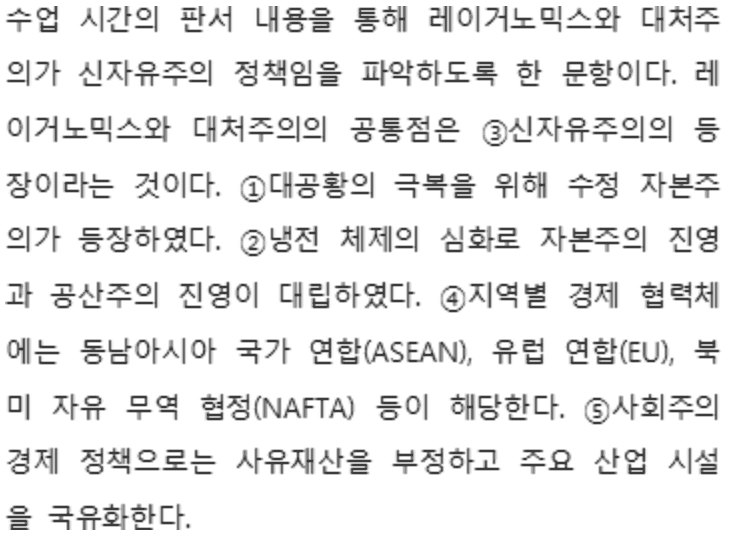 수업 시간의 판서 내용을 통해 레이거노믹스와 대처주
의가 신자유주의 정책임을 파악하도록 한 문항이다. 레
이거노믹스와 대처주의의 공통점은 ③신자유주의의 등
장이라는 것이다. ①대공황의 극복을 위해 수정 자본주
의가 등장하였다. ②냉전 체제의 심화로 자본주의 진영
과 공산주의 진영이 대립하였다. ④지역별 경제 협력체
에는 동남아시아 국가 연합(ASEAN), 유럽 연합(EU), 북
미 자유 무역 협정(NAFTA) 등이 해당한다. ⑤사회주의
경제 정책으로는 사유재산을 부정하고 주요 산업 시설
을 국유화한다.